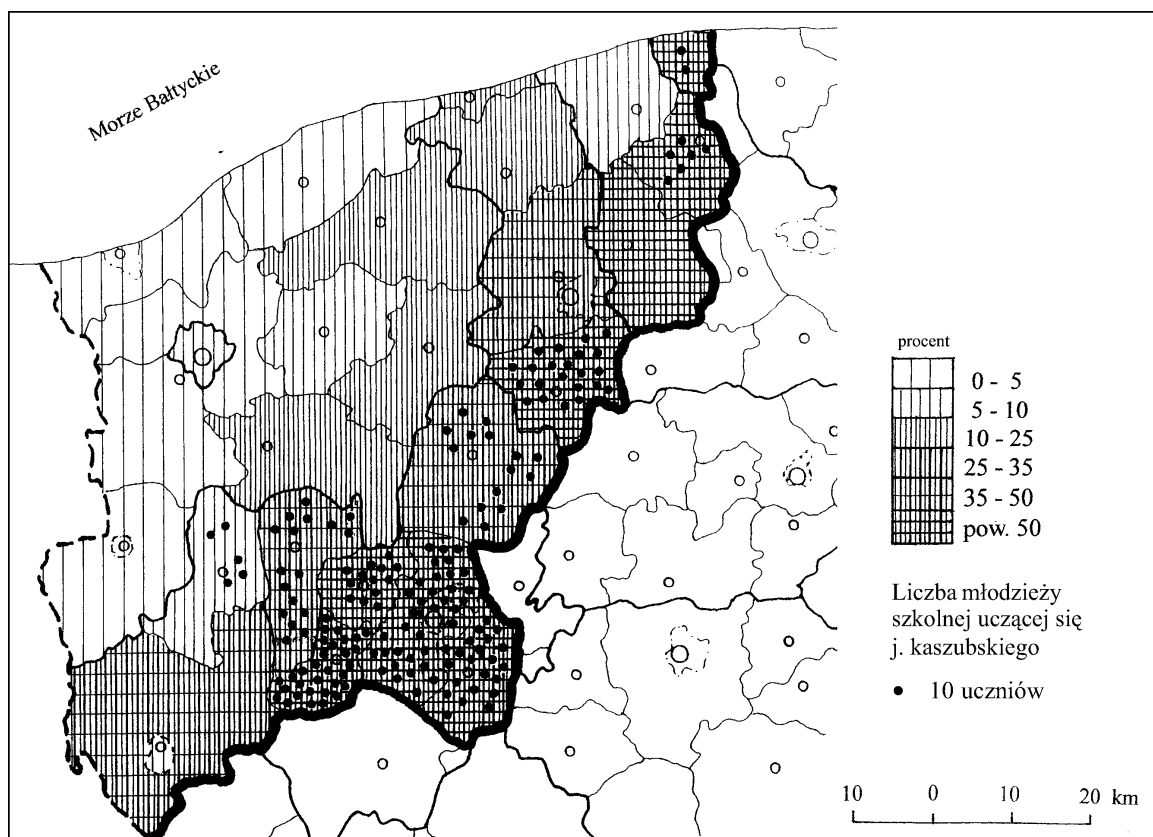 Morze Bałtyckie
procent
0 - 5
5 - 10
10 - 25
25 - 35
35 - 50
pow. 50
Liczba młodzieży
szkolnej uczącej się
j. kaszubskiego
10 uczniów
10 0 10 20 km